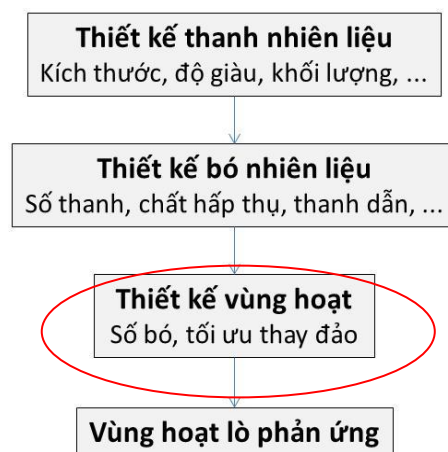 Thiết kế thanh nhiên liệu
Kích thước, độ giàu, khối lượng, ...
Thiết kế bó nhiên liệu
Số thanh, chất hấp thụ, thanh dẫn, ...
Thiết kế vùng hoạt
Số bó, tối ưu thay đảo
Vùng hoạt lò phản ứng